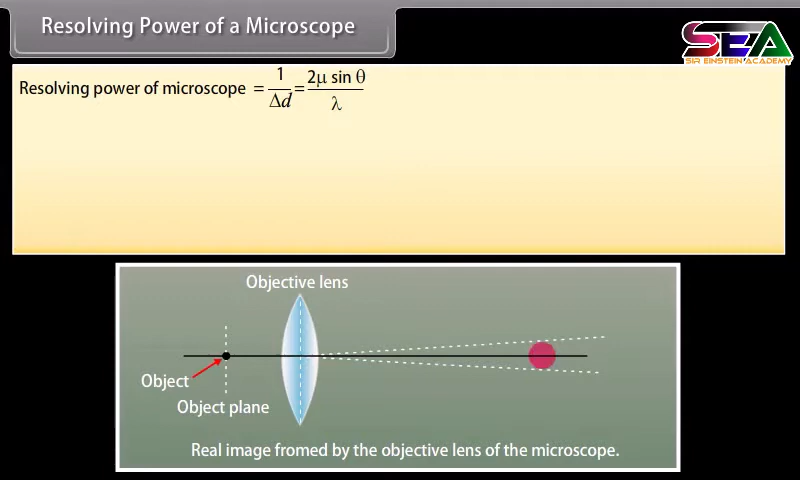 Resolving Power of a Microscope
SEA
SIR EINSTEIN ACADEMY
Resolving power of microscope = 1/Δd = 2μ sin θ/λ
Objective lens
Object
Object plane
Real image fromed by the objective lens of the microscope.